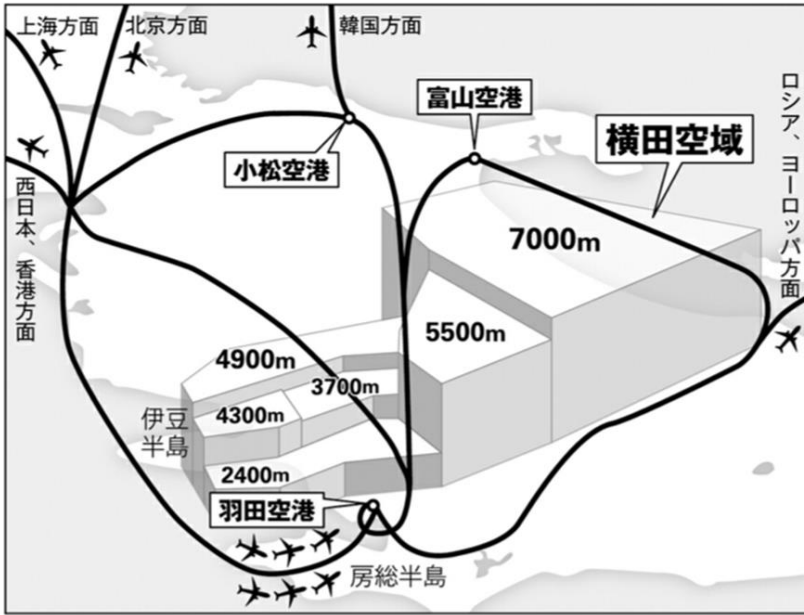 上海方面
北京方面
韓国方面
富山空港
横田空域
ロシア、ヨーロッパ方面
小松空港
西日本、香港方面
7000m
5500m
4900m
3700m
4300m
伊豆
半島
2400m
羽田空港
房総半島